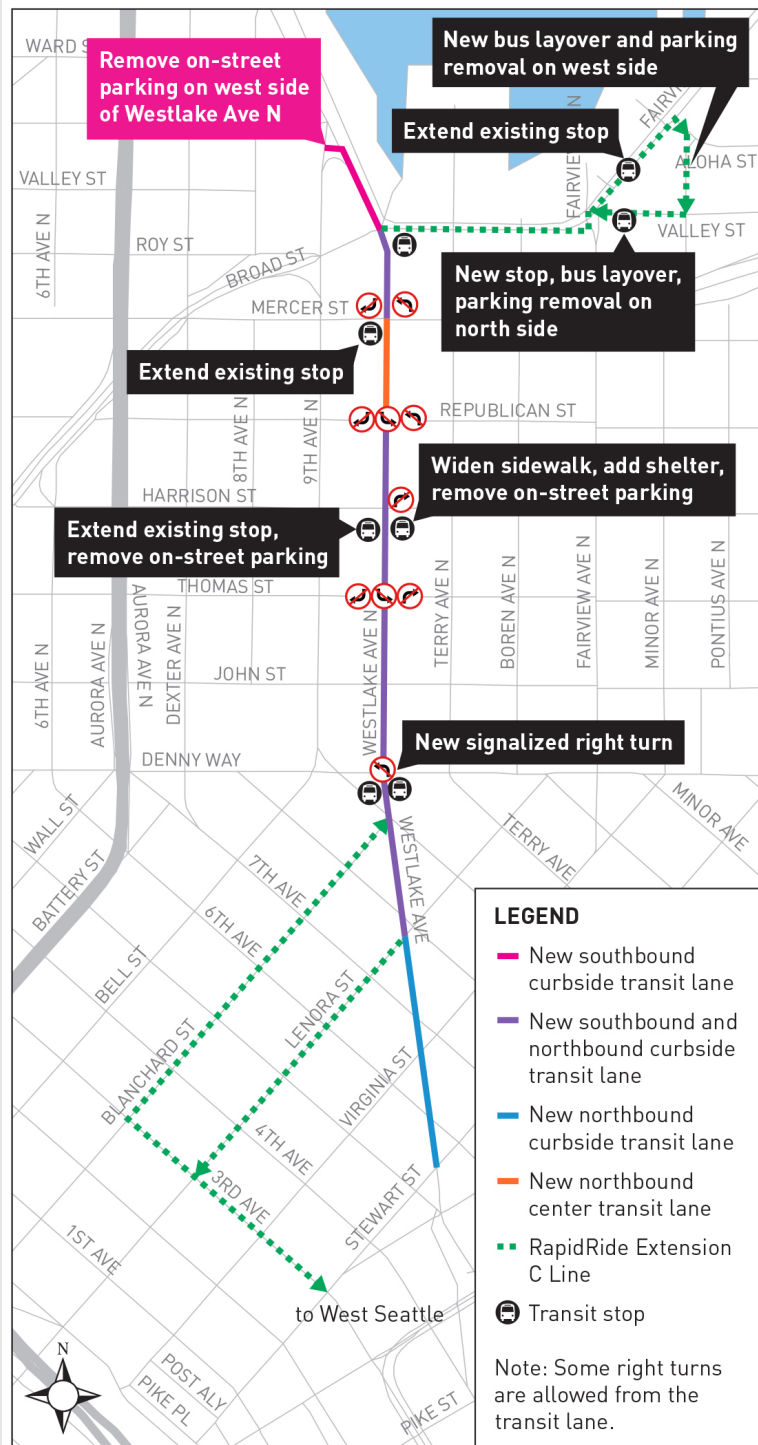 WARD S
Remove on-street
parking on west side
of Westlake Ave N
New bus layover and parking
removal on west side
Extend existing stop
FAIRVIEW N
FAIRVI
ALOHA ST
VALLEY ST
6TH AVE N
ROY ST
BROAD ST
VALLEY ST
New stop, bus layover,
parking removal on
north side
MERCER ST
Extend existing stop
8TH AVE N
9TH AVE N
REPUBLICAN ST
Widen sidewalk, add shelter,
remove on-street parking
HARRISON ST
Extend existing stop,
remove on-street parking
THOMAS ST
6TH AVE N
AURORA AVE N
AURORA AVE N
DEXTER AVE N
WESTLAKE AVE N
TERRY AVE N
BOREN AVE N
FAIRVIEW AVE N
MINOR AVE N
PONTIUS AVE N
JOHN ST
New signalized right turn
DENNY WAY
WALL ST
BATTERY ST
BELL ST
BLANCHARD ST
7TH AVE
6TH AVE
LENORA ST
WESTLAKE AVE
TERRY AVE
MINOR AVE
VIRGINIA ST
4TH AVE
3RD AVE
STEWART ST
1ST AVE
to West Seattle
POST ALY
PIKE PL
PIKE ST
N
LEGEND
New southbound
curbside transit lane
New southbound and
northbound curbside
transit lane
New northbound
curbside transit lane
New northbound
center transit lane
RapidRide Extension
C Line
Transit stop
Note: Some right turns
are allowed from the
transit lane.